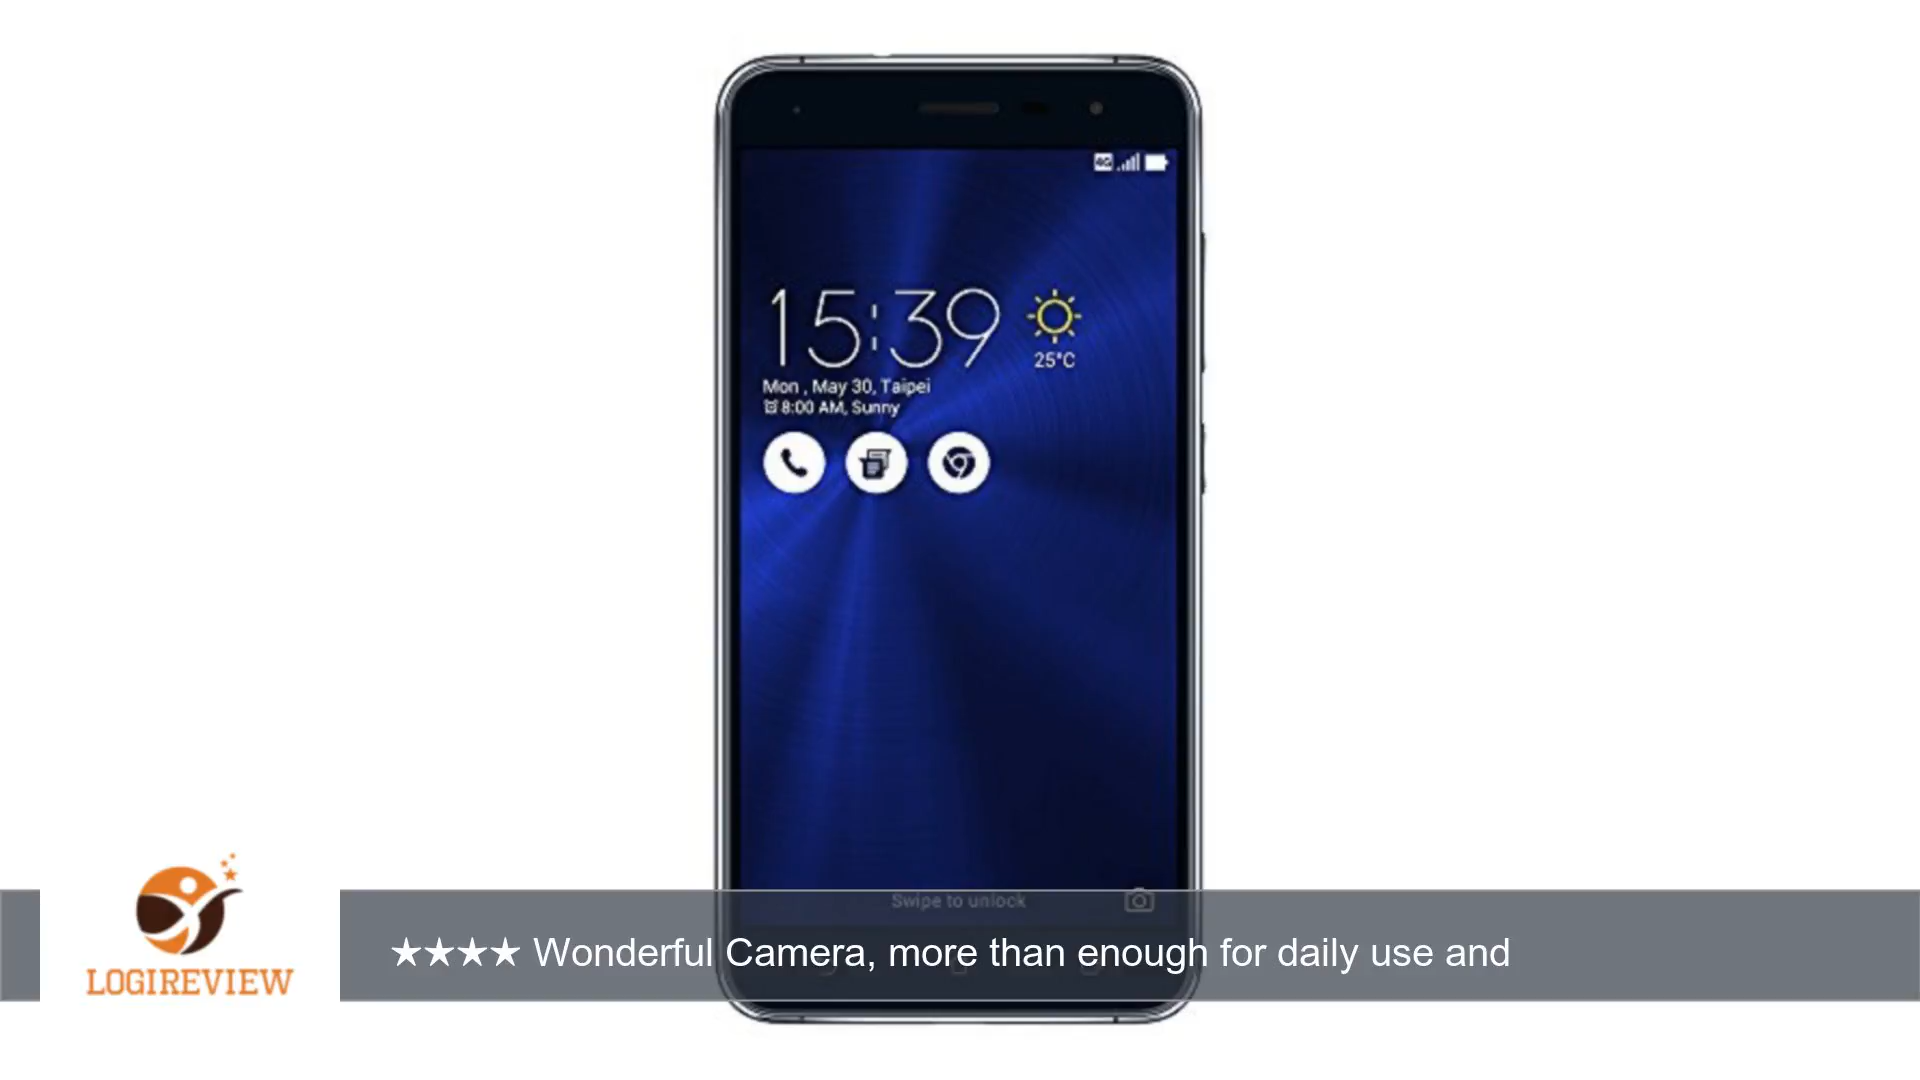 4G
15:39
25°C
Mon , May 30, Taipei
8:00 AM, Sunny
Swipe to unlock
★★★★ Wonderful Camera, more than enough for daily use and
LOGIREVIEW